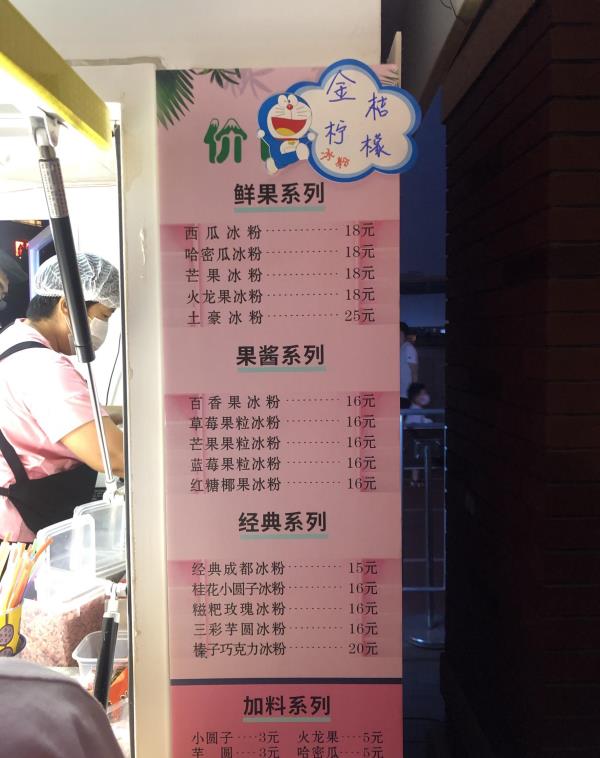 价
金桔
柠檬
冰粉
鲜果系列
西瓜冰粉············18元
哈密瓜冰粉············18元
芒果冰粉············18元
火龙果冰粉············18元
土豪冰粉············25元
果酱系列
百香果冰粉·········16元
草莓果粒冰粉·········16元
芒果果粒冰粉·········16元
蓝莓果粒冰粉·········16元
红糖椰果冰粉·········16元
经典系列
经典成都冰粉·········15元
桂花小圆子冰粉·········16元
糍粑玫瑰冰粉·········16元
三彩芋圆冰粉·········16元
榛子巧克力冰粉·········20元
加料系列
小圆子····3元 火龙果···5元
芋圆····3元 哈密瓜···5元